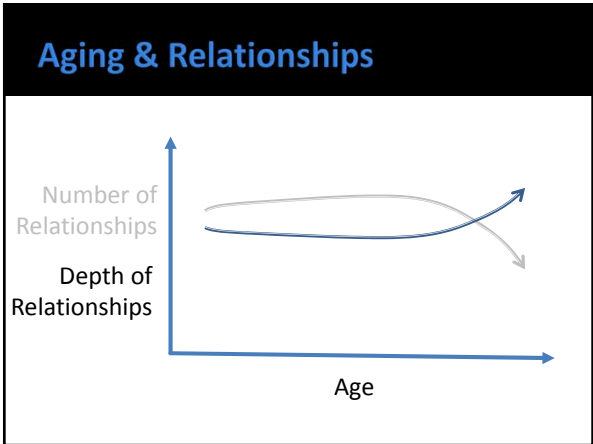 Aging & Relationships
Number of
Relationships
Depth of
Relationships
Age